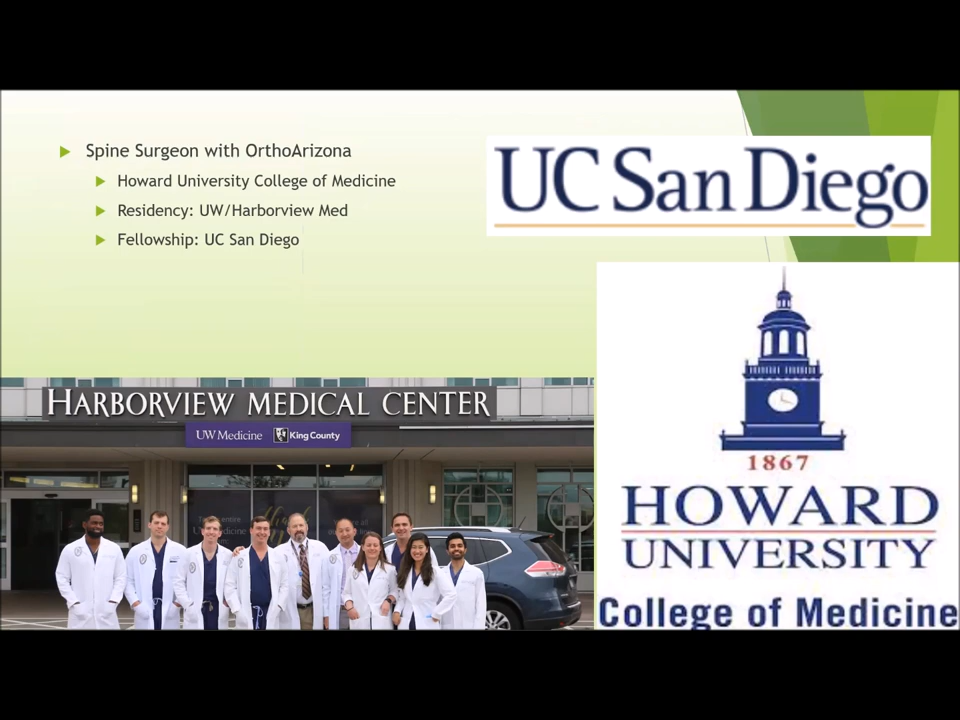 Spine Surgeon with OrthoArizona
Howard University College of Medicine
Residency: UW/Harborview Med
Fellowship: UC San Diego
UC San Diego
HARBORVIEW MEDICAL CENTER
UW Medicine King County
1867
HOWARD
UNIVERSITY
College of Medicine